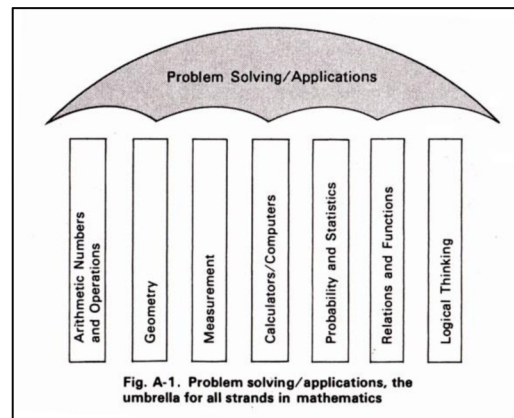 Problem Solving/Applications
Arithmetic Numbers
and Operations
Geometry
Measurement
Calculators/Computers
Probability and Statistics
Relations and Functions
Logical Thinking
Fig. A-1. Problem solving/applications, the
umbrella for all strands in mathematics